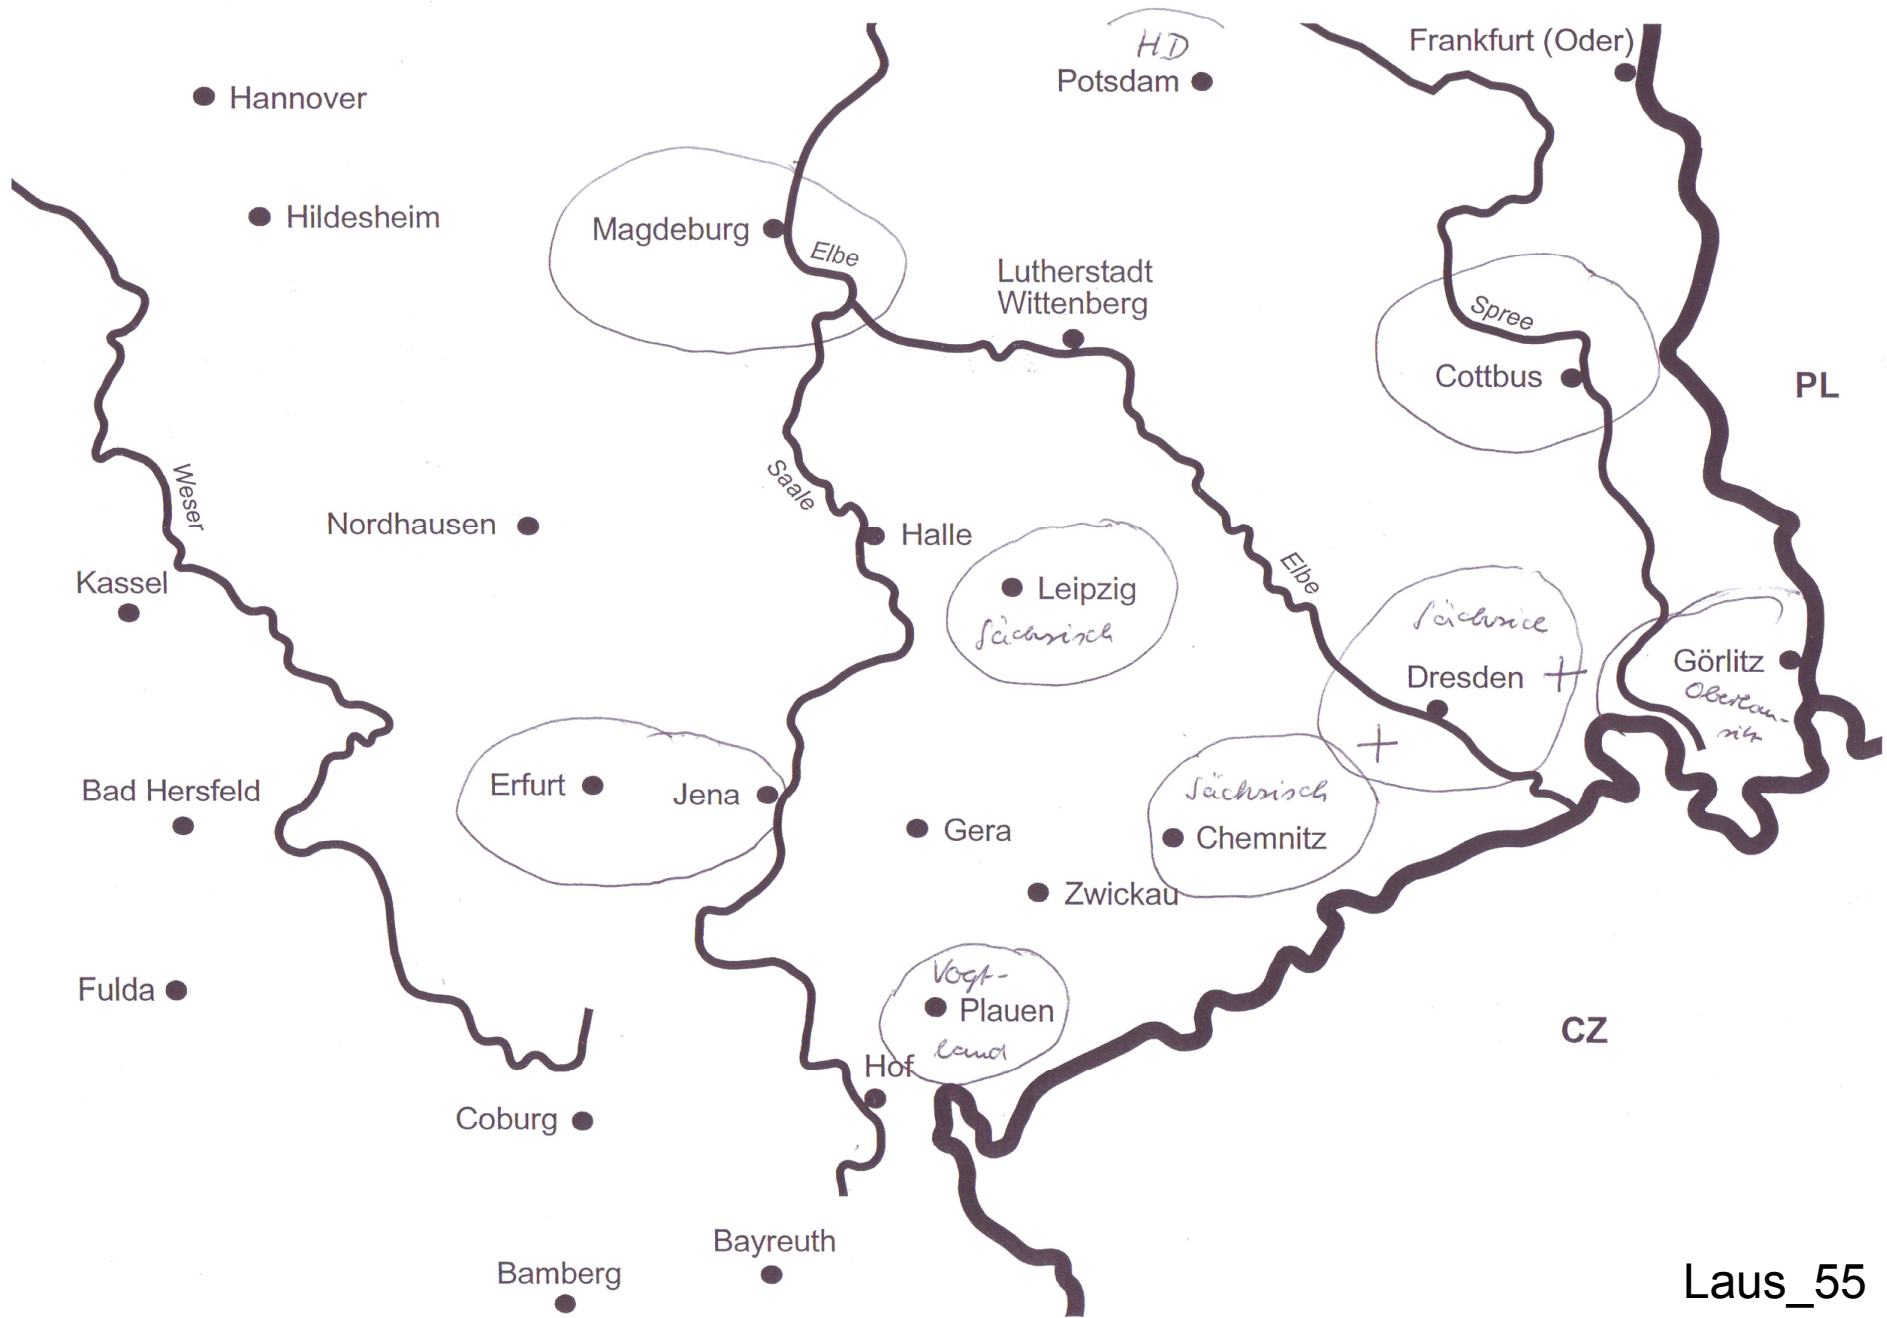 HD
Frankfurt (Oder)
Potsdam
Hannover
Hildesheim
Magdeburg
Elbe
Lutherstadt
Wittenberg
Spree
Cottbus
PL
Weser
Saale
Nordhausen
Halle
Kassel
Leipzig
Sächsisch
Elbe
Sächsisch
Dresden
Görlitz
Oberlau-
sitz
Erfurt
Jena
Bad Hersfeld
Gera
Sächsisch
Chemnitz
Zwickau
Fulda
Vogt-
Plauen
land
CZ
Hof
Coburg
Bayreuth
Bamberg
Laus_55